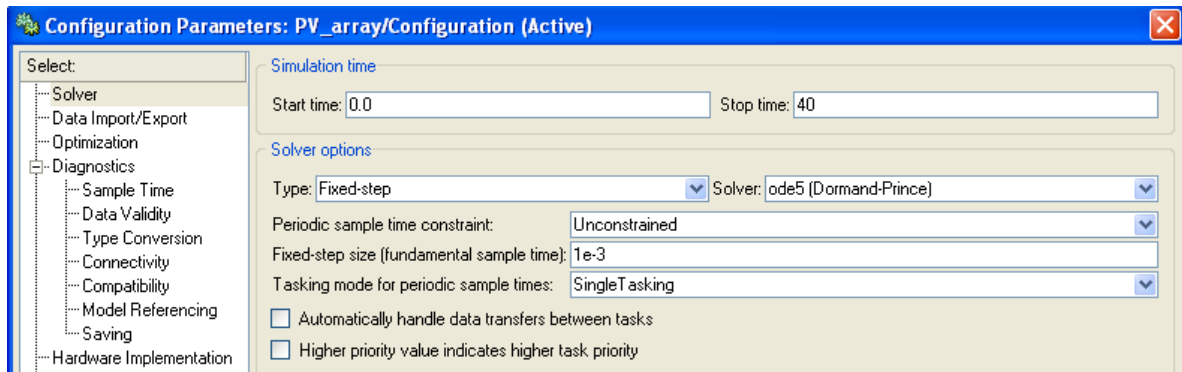 Configuration Parameters: PV_array/Configuration (Active)
Select:
Solver
Data Import/Export
Optimization
Diagnostics
Sample Time
Data Validity
Type Conversion
Connectivity
Compatibility
Model Referencing
Saving
Hardware Implementation
Simulation time
Start time: 0.0 Stop time: 40
Solver options
Type: Fixed-step Solver: ode5 (Dormand-Prince)
Periodic sample time constraint: Unconstrained
Fixed-step size (fundamental sample time): 1e-3
Tasking mode for periodic sample times: SingleTasking
Automatically handle data transfers between tasks
Higher priority value indicates higher task priority